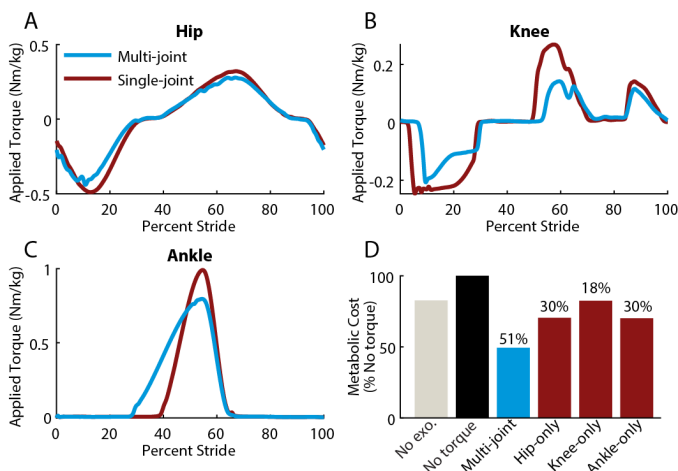 A
Hip
Applied Torque (Nm/kg)
0.5
0
-0.5
Multi-joint
Single-joint
0 20 40 60 80 100
Percent Stride
B
Knee
Applied Torque (Nm/kg)
0.2
0
-0.2
0 20 40 60 80 100
Percent Stride
C
Ankle
Applied Torque (Nm/kg)
1
0.5
0
0 20 40 60 80 100
Percent Stride
D
Metabolic Cost
(% No torque)
100
50
0
51%
30%
18%
30%
No exo.
No torque
Multi-joint
Hip-only
Knee-only
Ankle-only